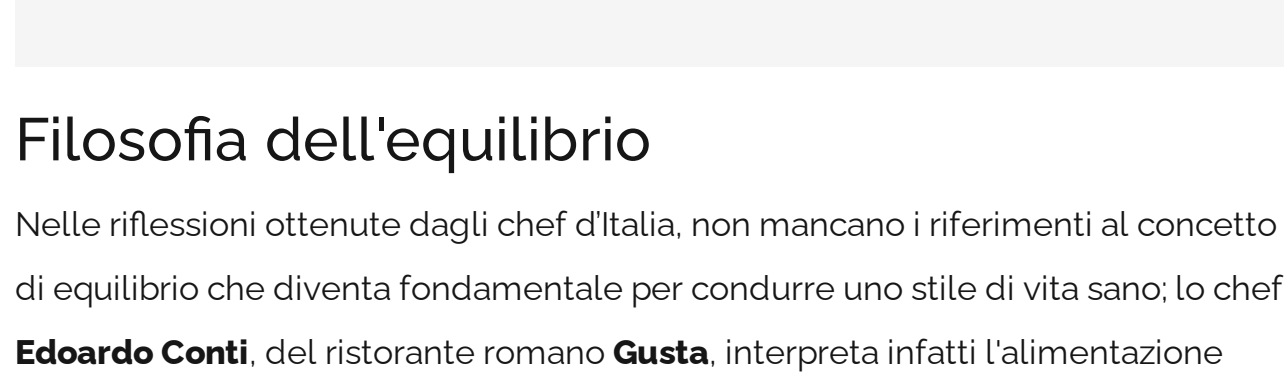 Filosofia dell'equilibrio
Nelle riflessioni ottenute dagli chef d’Italia, non mancano i riferimenti al concetto
di equilibrio che diventa fondamentale per condurre uno stile di vita sano; lo chef
Edoardo Conti, del ristorante romano Gusta, interpreta infatti l'alimentazione